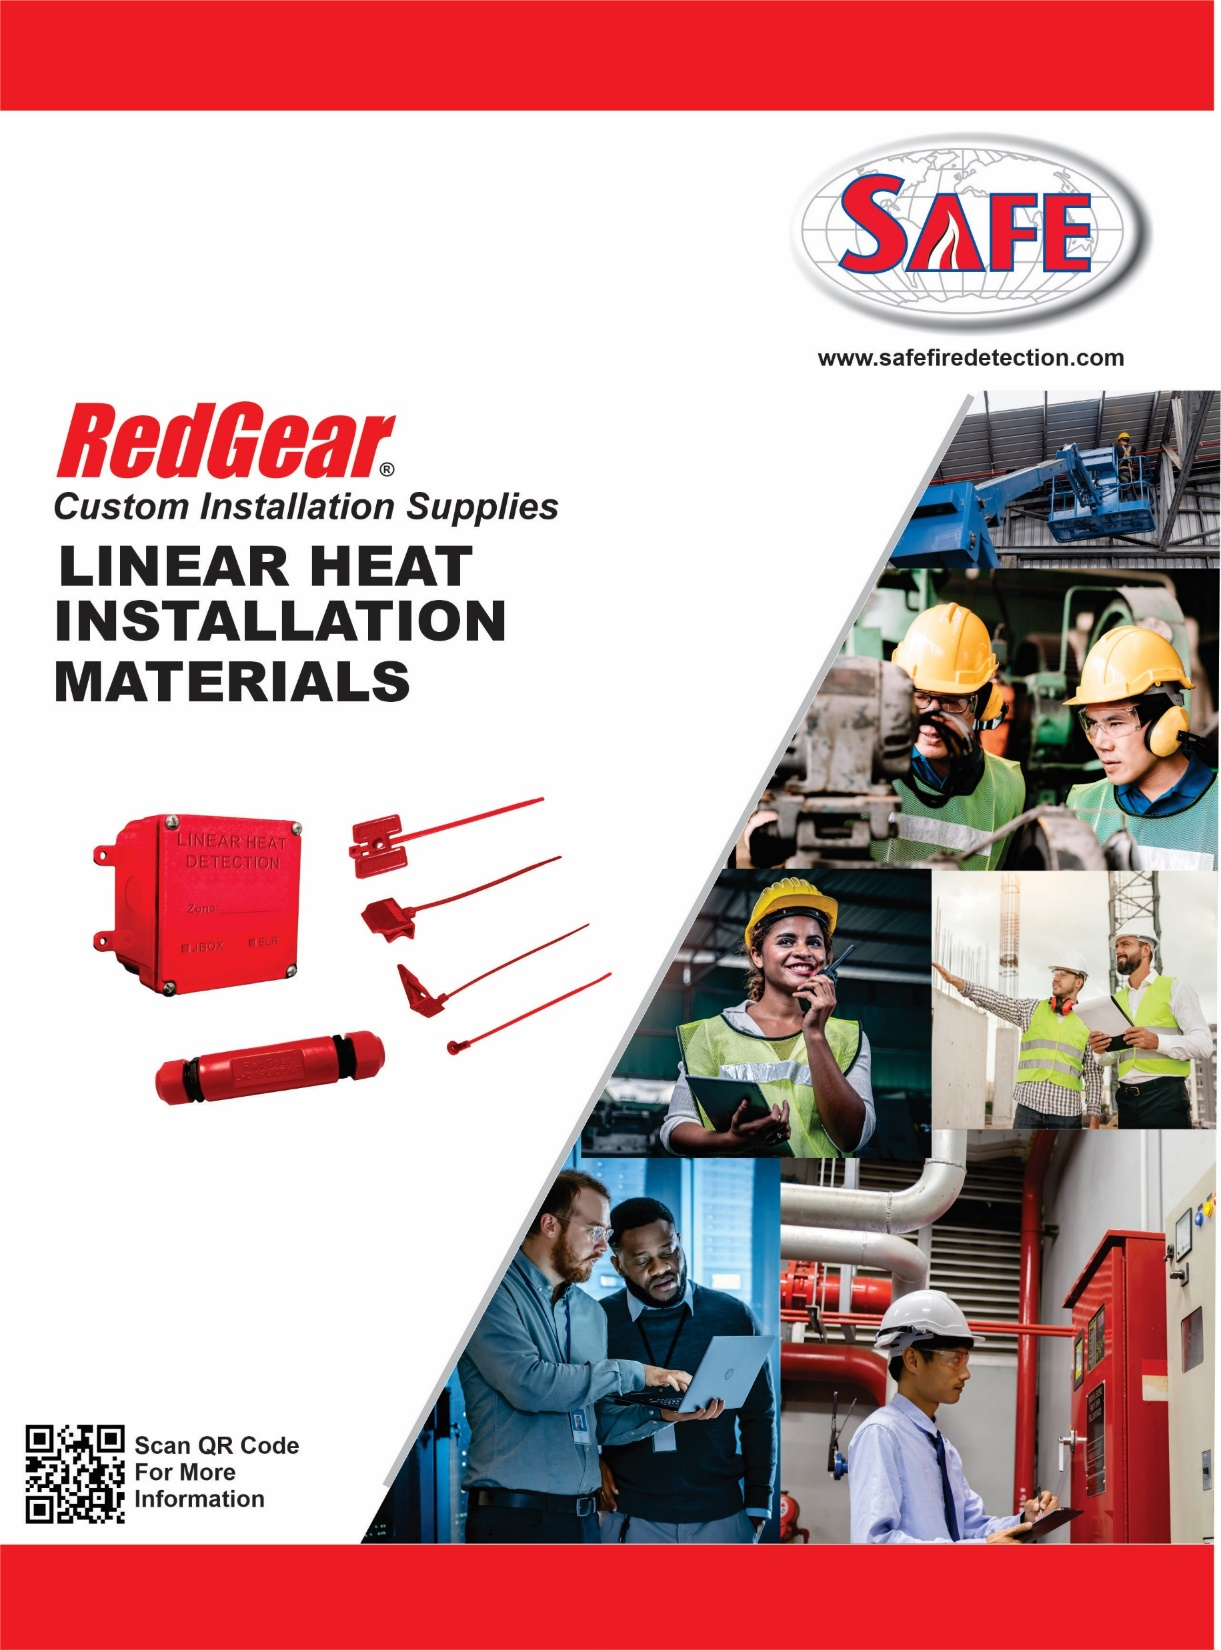 SAFE
www.safefiredetection.com
RedGear®
Custom Installation Supplies
LINEAR HEAT
INSTALLATION
MATERIALS
LINEAR HEAT
DETECTION
Zone:
JBOX ELR
Scan QR Code
For More
Information